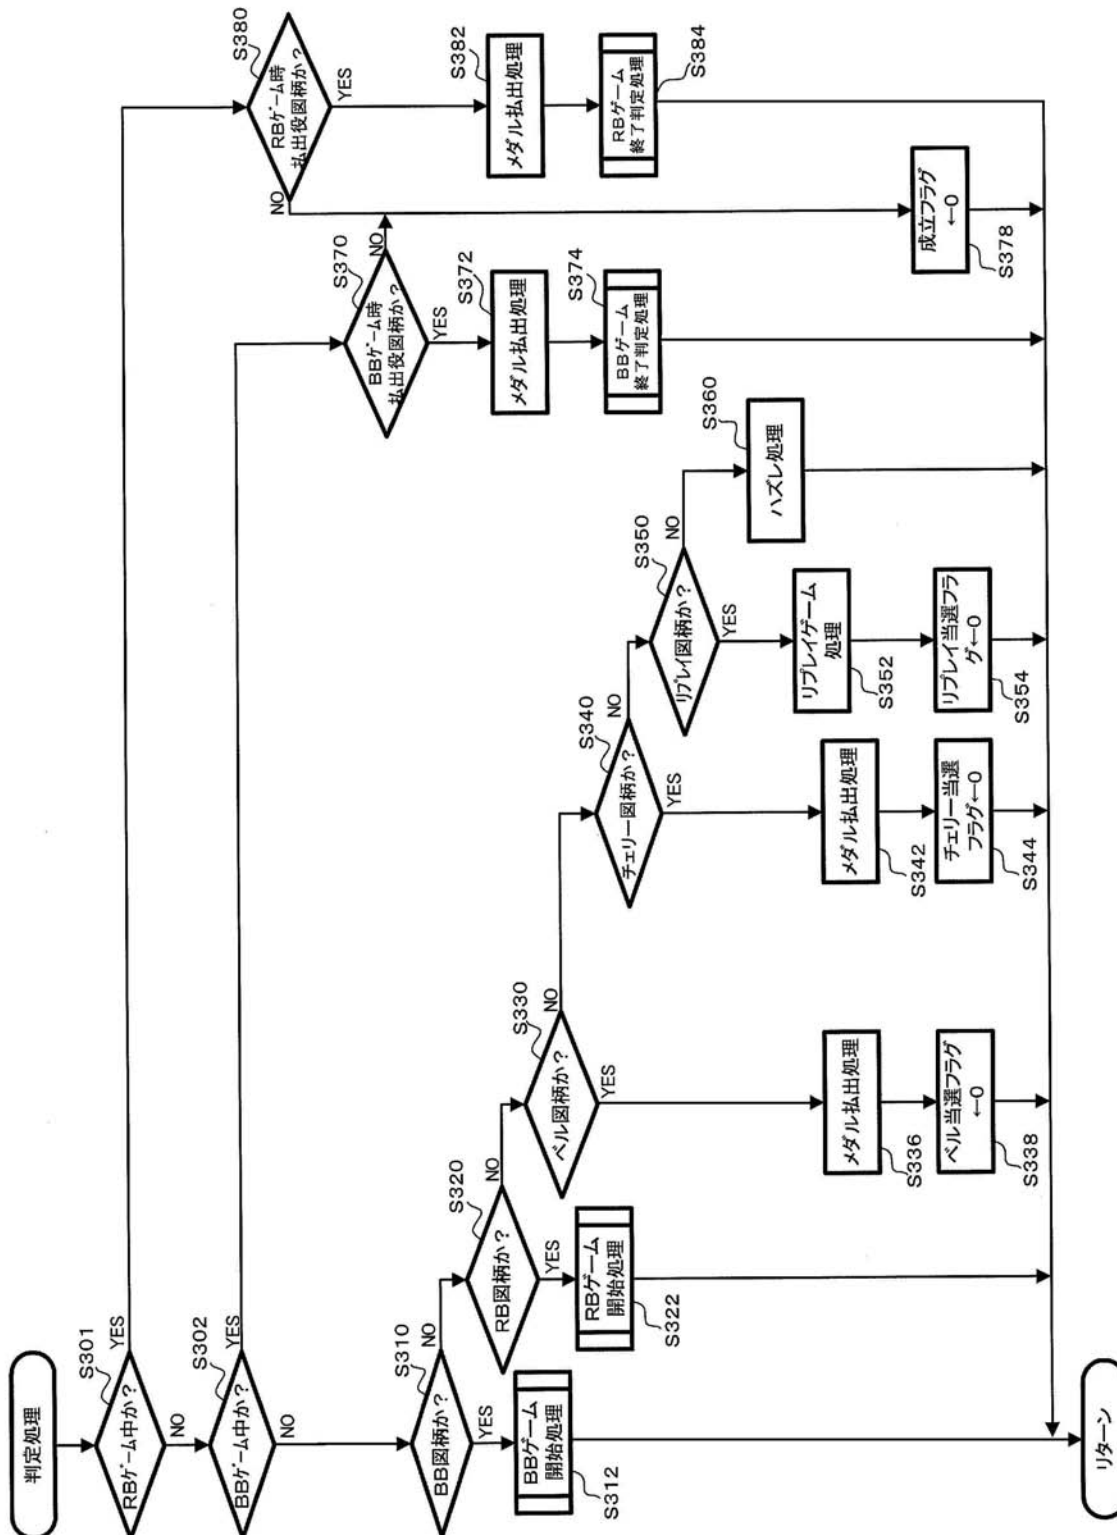 判定処理
S301
RBゲーム中か？
YES
NO
S302
BBゲーム中か？
YES
NO
S310
BB図柄か？
NO
YES
BBゲーム
開始処理
S312
S320
RB図柄か？
NO
YES
RBゲーム
開始処理
S322
S330
ベル図柄か？
NO
YES
メダル払出処理
S336
ベル当選フラグ
←0
S338
S340
チェリー図柄か？
NO
YES
メダル払出処理
S342
チェリー当選
フラグ←0
S344
S350
リプレイ図柄か？
NO
YES
リプレイゲーム
処理
S352
リプレイ当選フラ
グ←0
S354
S360
ハズレ処理
S370
BBゲーム時
払出役図柄か？
NO
YES
S372
メダル払出処理
S374
BBゲーム
終了判定処理
成立フラグ
←0
S378
S380
RBゲーム時
払出役図柄か？
NO
YES
S382
メダル払出処理
RBゲーム
終了判定処理
S384
リターン